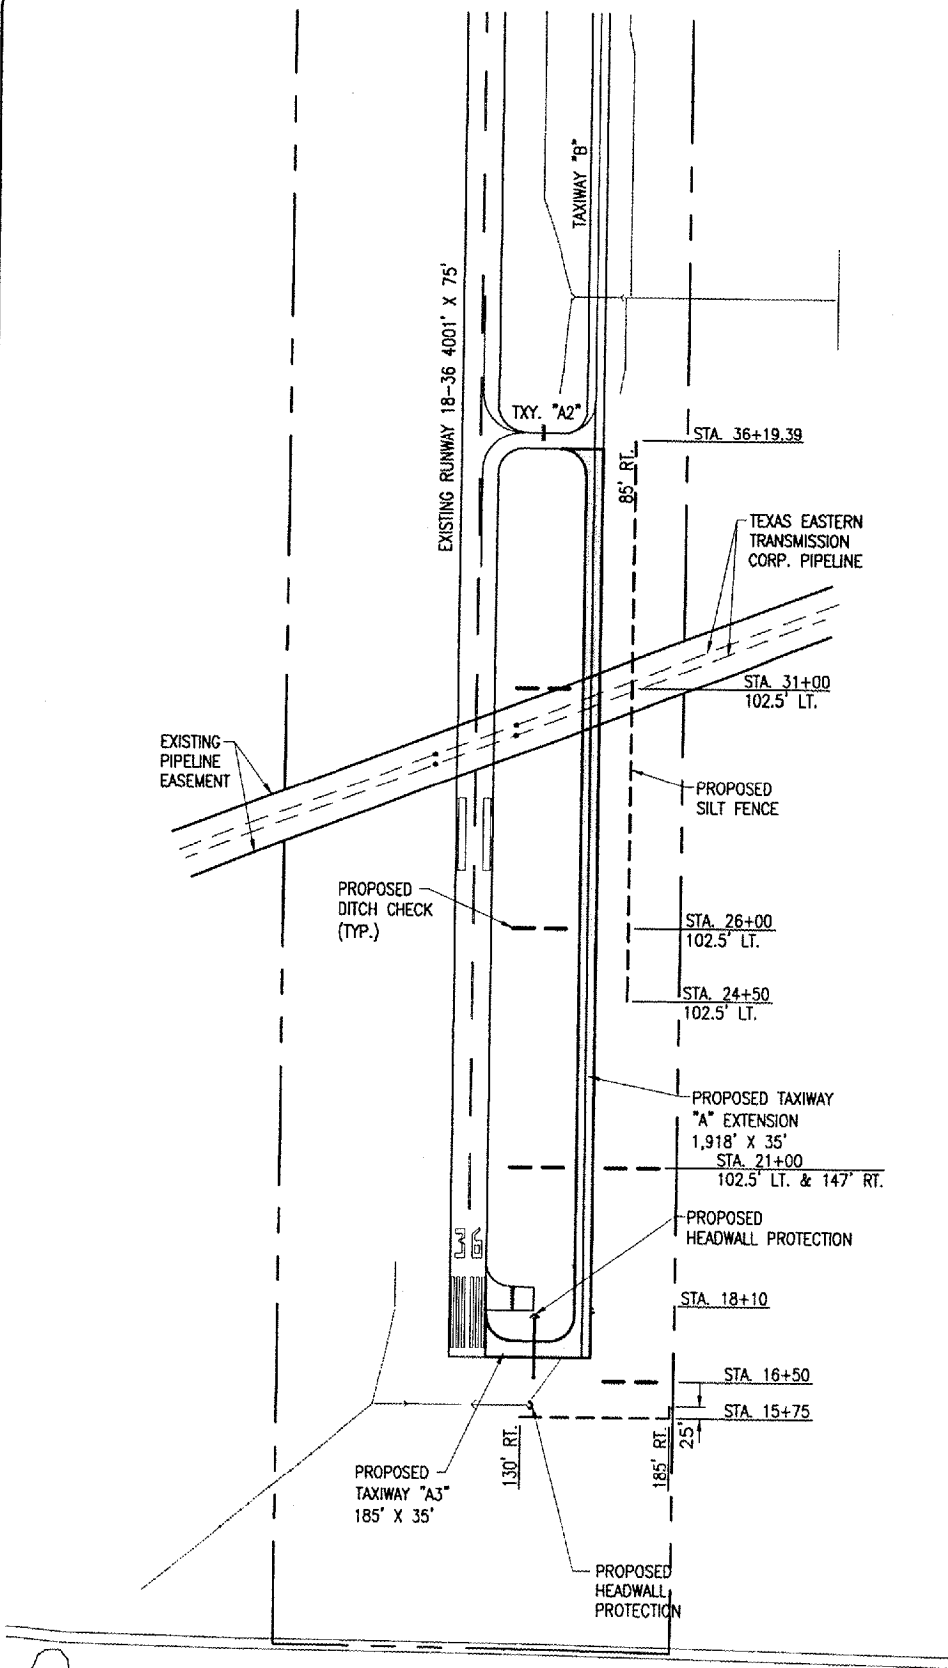 TAXIWAY "B"
EXISTING RUNWAY 18-36 4001' X 75'
TXY. "A2"
STA. 36+19.39
85' RT.
TEXAS EASTERN
TRANSMISSION
CORP. PIPELINE
STA. 31+00
102.5' LT.
EXISTING
PIPELINE
EASEMENT
PROPOSED
SILT FENCE
PROPOSED
DITCH CHECK
(TYP.)
STA. 26+00
102.5' LT.
STA. 24+50
102.5' LT.
PROPOSED TAXIWAY
"A" EXTENSION
1,918' X 35'
STA. 21+00
102.5' LT. & 147' RT.
PROPOSED
HEADWALL PROTECTION
36
STA. 18+10
STA. 16+50
STA. 15+75
25'
130' RT.
185' RT.
PROPOSED
TAXIWAY "A3"
185' X 35'
PROPOSED
HEADWALL
PROTECTION